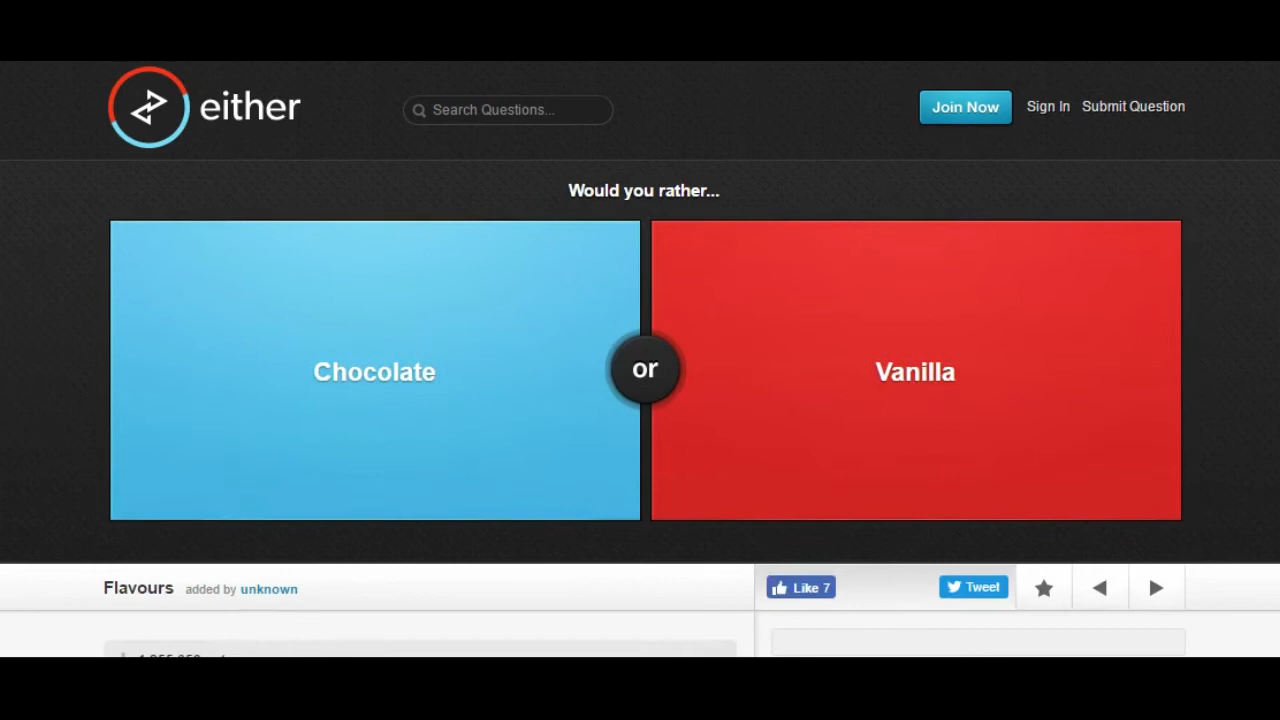 either
Search Questions...
Join Now
Sign In
Submit Question
Would you rather...
Chocolate
or
Vanilla
Flavours added by unknown
Like 7
Tweet